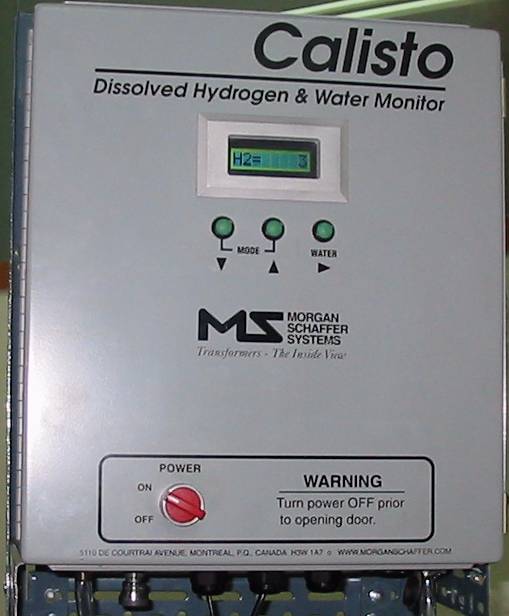 Calisto
Dissolved Hydrogen & Water Monitor
H2= 3
MODE
WATER
MS MORGAN
SCHAFFER
SYSTEMS
Transformers - The Inside View
POWER
ON
OFF
WARNING
Turn power OFF prior
to opening door.
5110 DE COURTRAI AVENUE, MONTREAL, P.Q., CANADA H3W 1A7 o WWW.MORGANSCHAFFER.COM